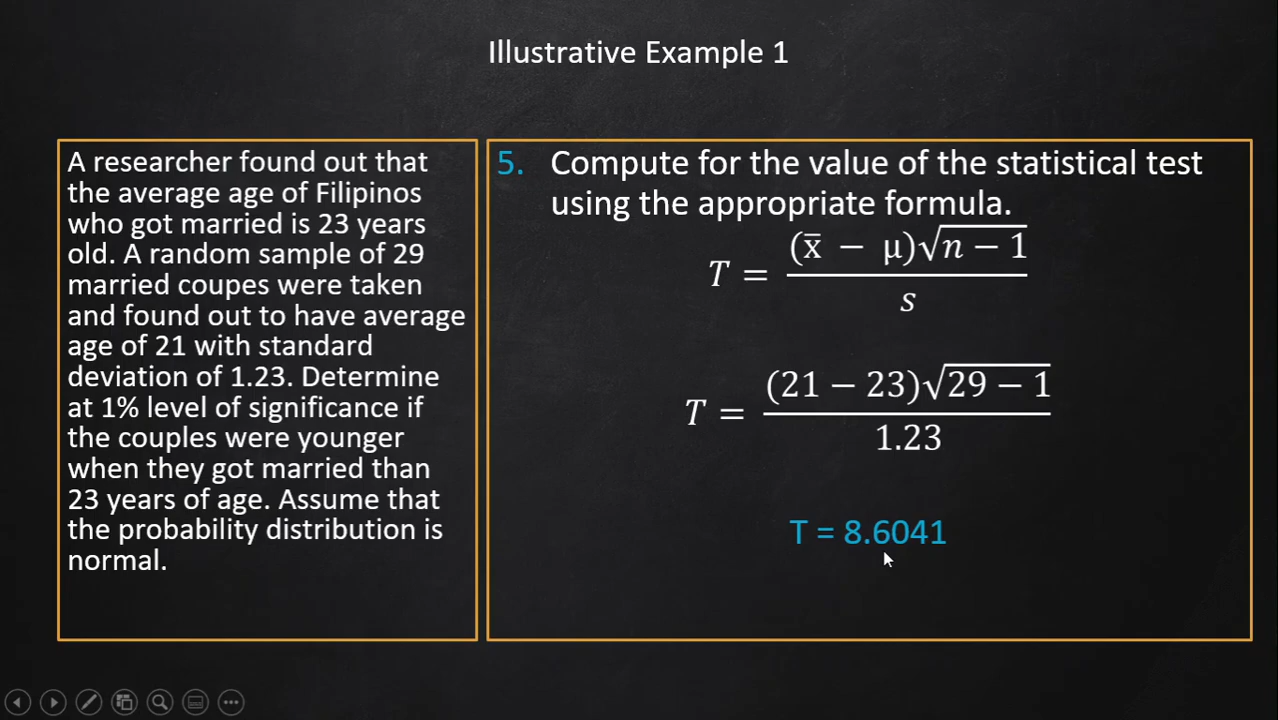 Illustrative Example 1
A researcher found out that
the average age of Filipinos
who got married is 23 years
old. A random sample of 29
married coupes were taken
and found out to have average
age of 21 with standard
deviation of 1.23. Determine
at 1% level of significance if
the couples were younger
when they got married than
23 years of age. Assume that
the probability distribution is
normal.
5. Compute for the value of the statistical test
using the appropriate formula.
T = (x̄ − μ)√n − 1
s
T = (21 − 23)√29 − 1
1.23
T = 8.6041